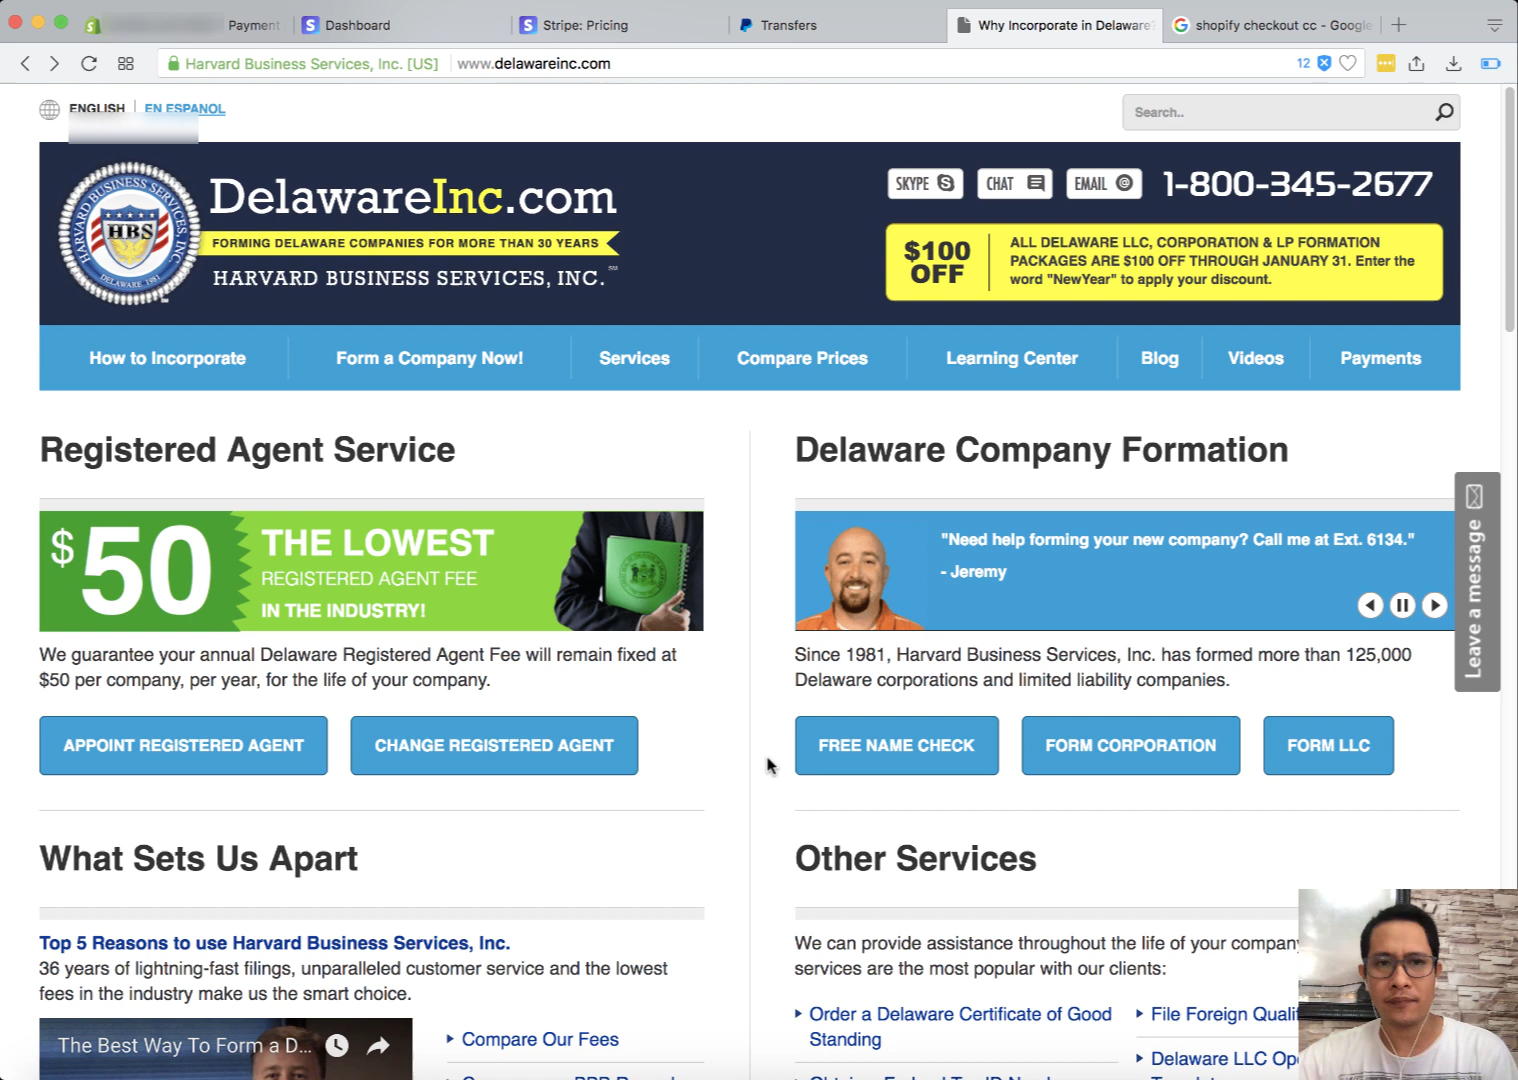 Payment
Dashboard
Stripe: Pricing
Transfers
Why Incorporate in Delaware?
shopify checkout cc - Google
Harvard Business Services, Inc. [US]
www.delawareinc.com
12
ENGLISH
EN ESPANOL
Search..
HARVARD BUSINESS SERVICES, INC.
HBS
DELAWARE 1981
DelawareInc.com
FORMING DELAWARE COMPANIES FOR MORE THAN 30 YEARS
HARVARD BUSINESS SERVICES, INC. SM
SKYPE
CHAT
EMAIL
1-800-345-2677
$100
OFF
ALL DELAWARE LLC, CORPORATION & LP FORMATION
PACKAGES ARE $100 OFF THROUGH JANUARY 31. Enter the
word "NewYear" to apply your discount.
How to Incorporate
Form a Company Now!
Services
Compare Prices
Learning Center
Blog
Videos
Payments
Registered Agent Service
$50
THE LOWEST
REGISTERED AGENT FEE
IN THE INDUSTRY!
We guarantee your annual Delaware Registered Agent Fee will remain fixed at
$50 per company, per year, for the life of your company.
APPOINT REGISTERED AGENT
CHANGE REGISTERED AGENT
Delaware Company Formation
"Need help forming your new company? Call me at Ext. 6134."
- Jeremy
Since 1981, Harvard Business Services, Inc. has formed more than 125,000
Delaware corporations and limited liability companies.
FREE NAME CHECK
FORM CORPORATION
FORM LLC
Leave a message
What Sets Us Apart
Top 5 Reasons to use Harvard Business Services, Inc.
36 years of lightning-fast filings, unparalleled customer service and the lowest
fees in the industry make us the smart choice.
The Best Way To Form a D...
Compare Our Fees
Other Services
We can provide assistance throughout the life of your company
services are the most popular with our clients:
Order a Delaware Certificate of Good
Standing
File Foreign Qualif
Delaware LLC Op